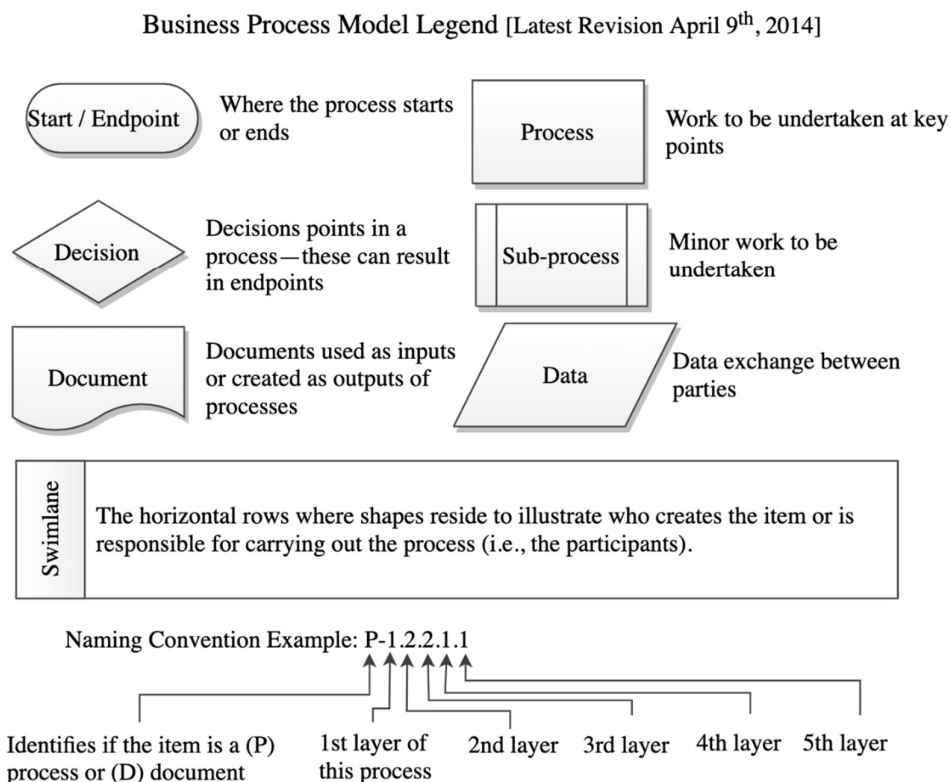 Business Process Model Legend [Latest Revision April 9th, 2014]
Start / Endpoint
Where the process starts
or ends
Process
Work to be undertaken at key
points
Decision
Decisions points in a
process—these can result
in endpoints
Sub-process
Minor work to be
undertaken
Document
Documents used as inputs
or created as outputs of
processes
Data
Data exchange between
parties
Swimlane
The horizontal rows where shapes reside to illustrate who creates the item or is
responsible for carrying out the process (i.e., the participants).
Naming Convention Example: P-1.2.2.1.1
Identifies if the item is a (P)
process or (D) document
1st layer of
this process
2nd layer
3rd layer
4th layer
5th layer